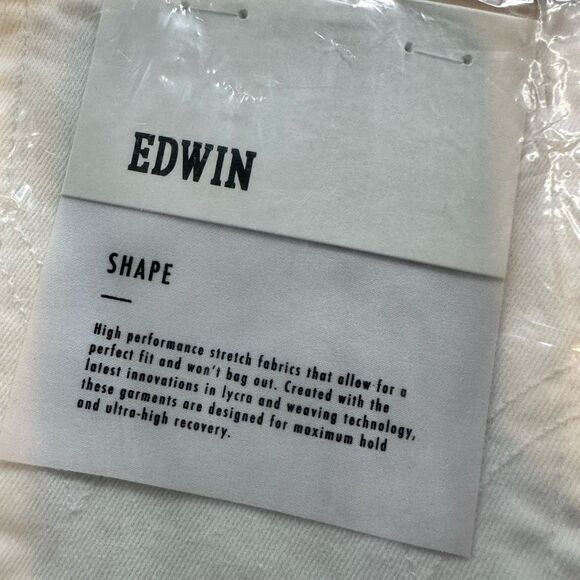 EDWIN
SHAPE
High performance stretch fabrics that allow for a
perfect fit and won't bag out. Created with the
latest innovations in lycra and weaving technology,
these garments are designed for maximum hold
and ultra-high recovery.